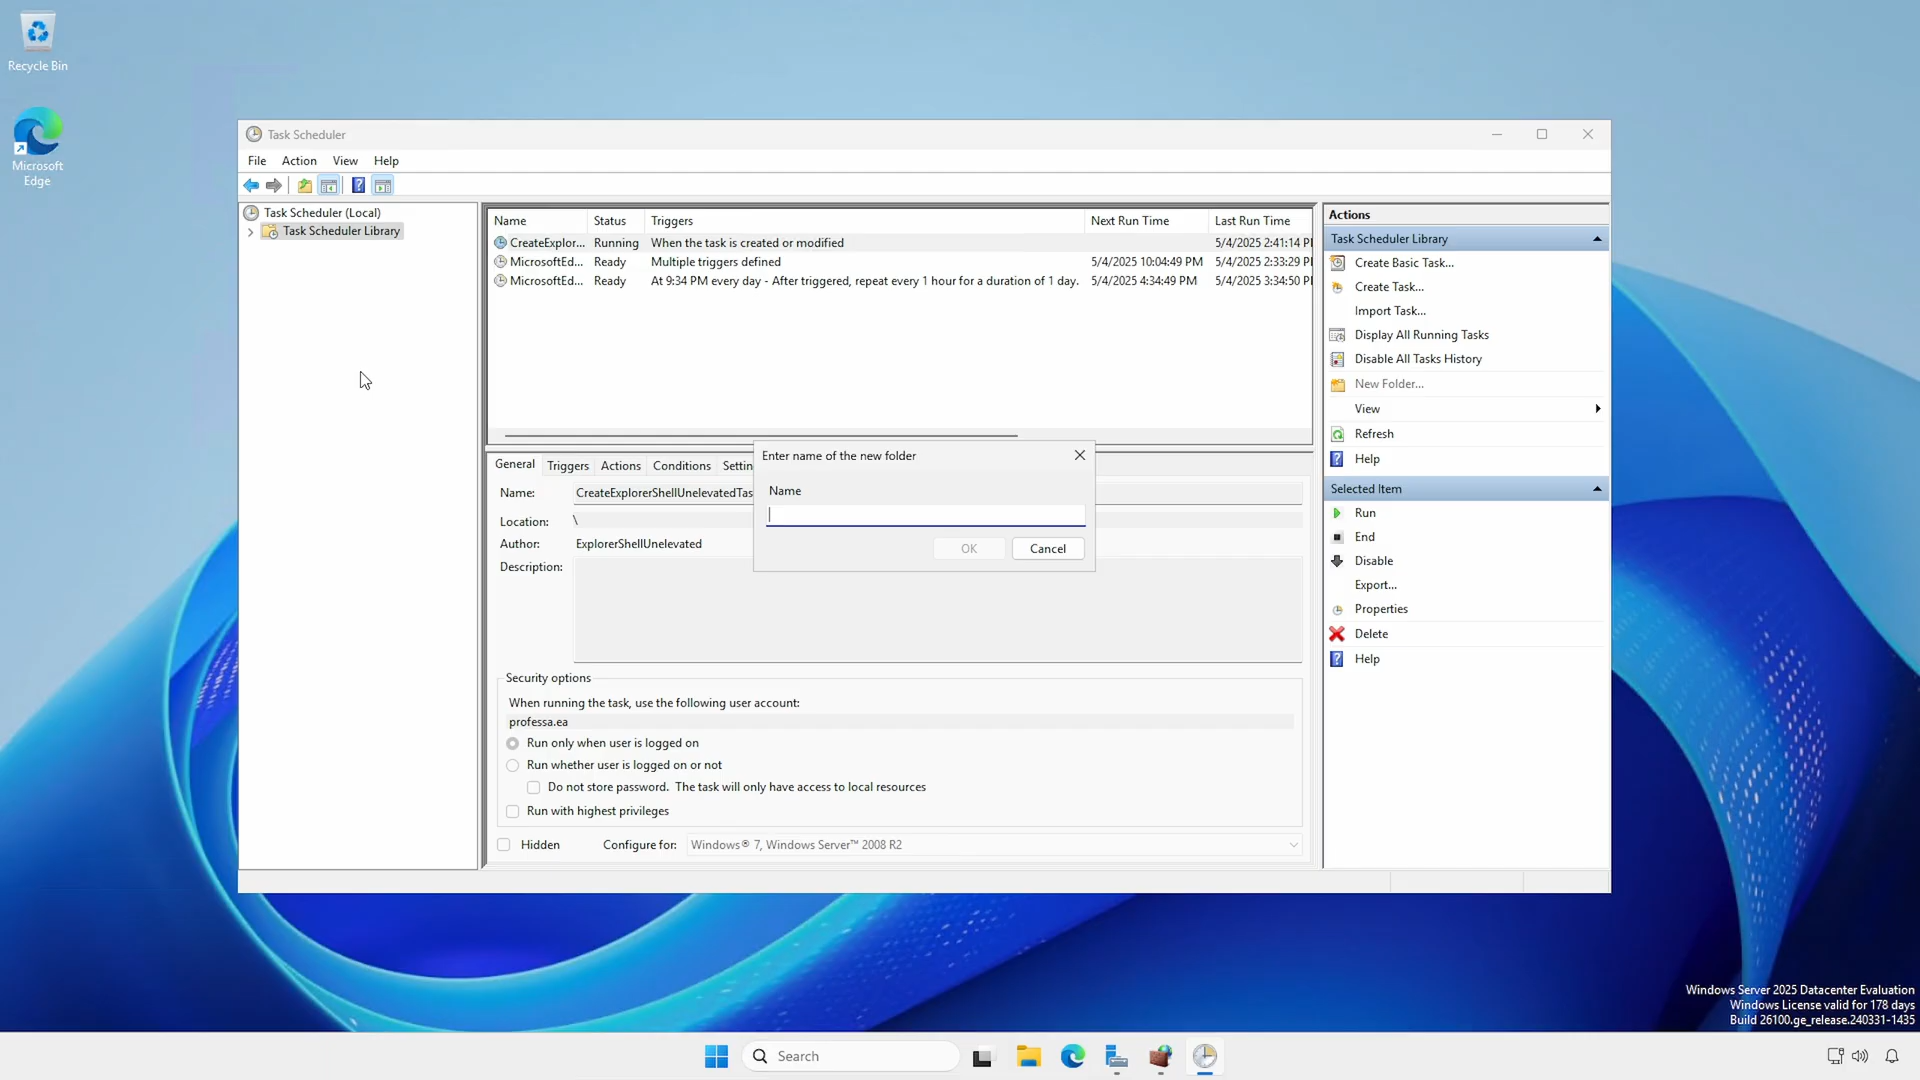 Recycle Bin
Microsoft
Edge
Task Scheduler
File Action View Help
Task Scheduler (Local)
Task Scheduler Library
Name Status Triggers Next Run Time Last Run Time
CreateExplor... Running When the task is created or modified 5/4/2025 2:41:14 P
MicrosoftEd... Ready Multiple triggers defined 5/4/2025 10:04:49 PM 5/4/2025 2:33:29 P
MicrosoftEd... Ready At 9:34 PM every day - After triggered, repeat every 1 hour for a duration of 1 day. 5/4/2025 4:34:49 PM 5/4/2025 3:34:50 P
General Triggers Actions Conditions Settin
Name: CreateExplorerShellUnelevatedTas
Location: \
Author: ExplorerShellUnelevated
Description:
Enter name of the new folder
Name
OK Cancel
Security options
When running the task, use the following user account:
professa.ea
Run only when user is logged on
Run whether user is logged on or not
Do not store password. The task will only have access to local resources
Run with highest privileges
Hidden Configure for: Windows® 7, Windows Server™ 2008 R2
Actions
Task Scheduler Library
Create Basic Task...
Create Task...
Import Task...
Display All Running Tasks
Disable All Tasks History
New Folder...
View
Refresh
Help
Selected Item
Run
End
Disable
Export...
Properties
Delete
Help
Windows Server 2025 Datacenter Evaluation
Windows License valid for 178 days
Build 26100.ge_release.240331-1435
Search